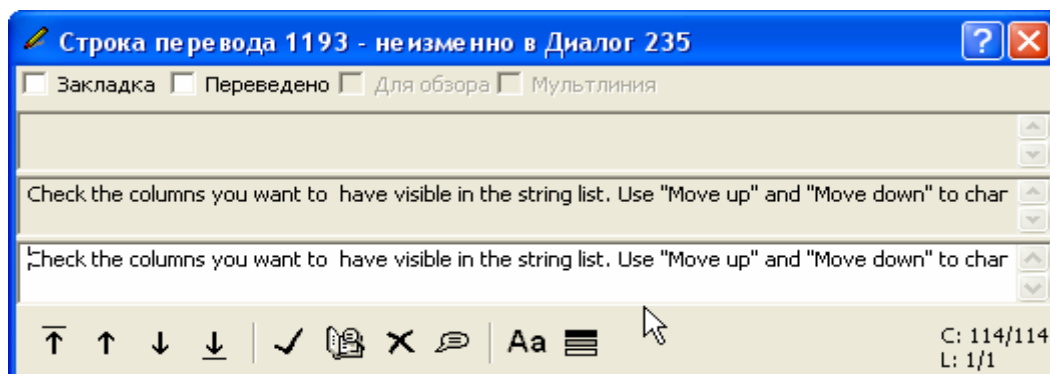 Строка перевода 1193 - неизменно в Диалог 235
Закладка Переведено Для обзора Мультлиния
Check the columns you want to  have visible in the string list. Use "Move up" and "Move down" to char
Check the columns you want to  have visible in the string list. Use "Move up" and "Move down" to char
Aa
C: 114/114
L: 1/1